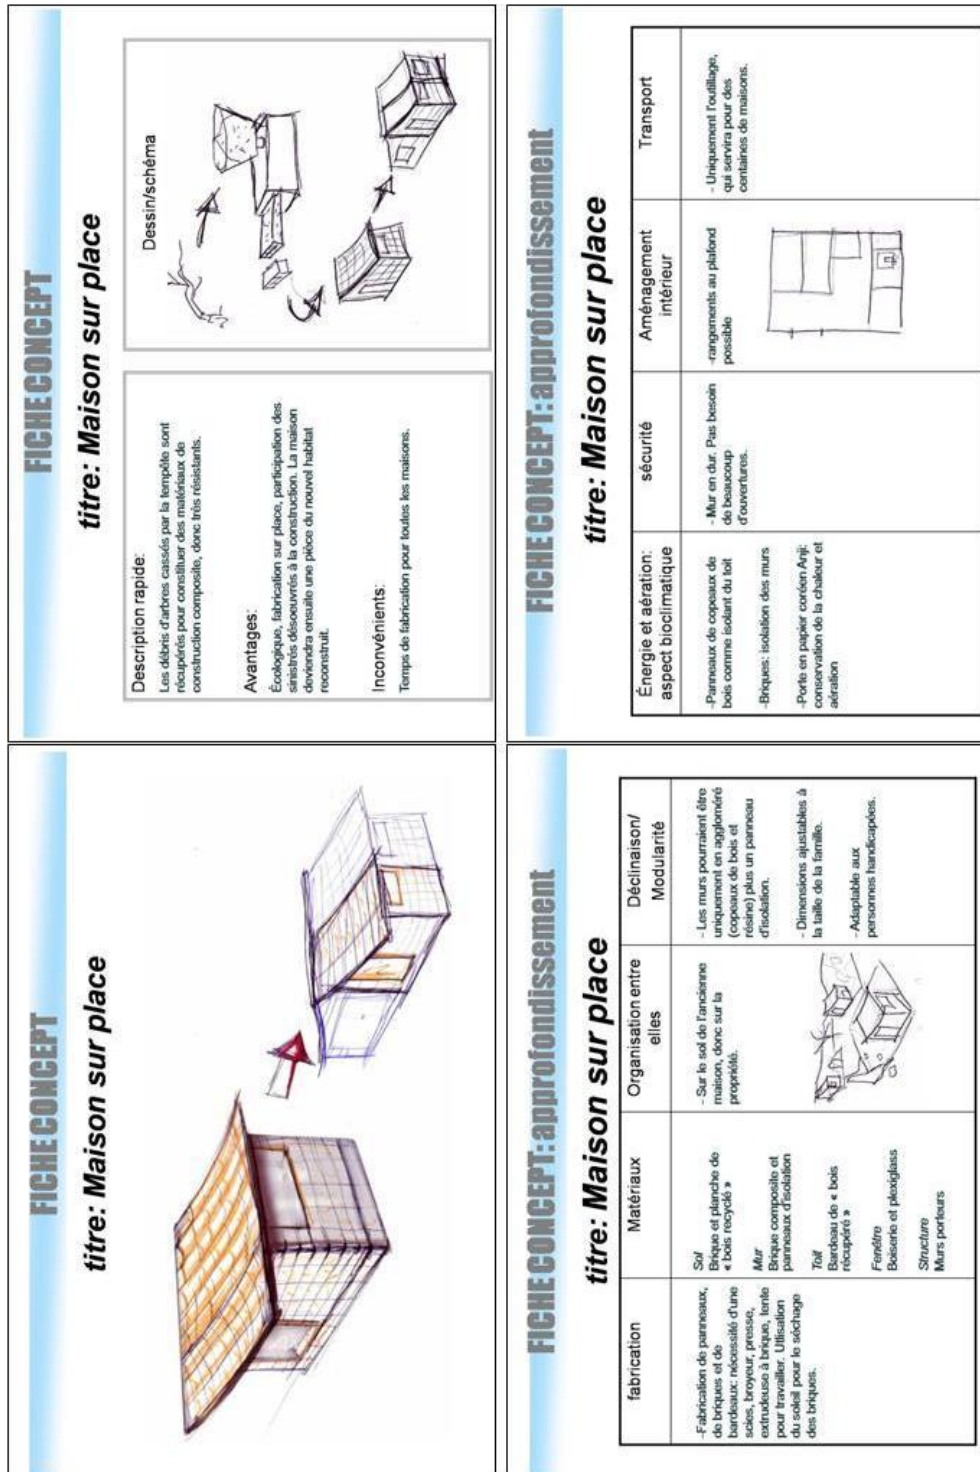 FICHE CONCEPT
titre: Maison sur place
FICHE CONCEPT
titre: Maison sur place
Description rapide:
Les débris d'arbres cassés par la tempête sont
récupérés pour constituer des matériaux de
construction composite, donc très résistants.
Avantages:
Écologique, fabrication sur place, participation des
sinistrés désoeuvrés à la construction. La maison
deviendra ensuite une pièce du nouvel habitat
reconstruit.
Inconvénients:
Temps de fabrication pour toutes les maisons.
Dessin/schéma
FICHE CONCEPT: approfondissement
titre: Maison sur place
fabrication
-Fabrication de panneaux,
de briques et de
bardeaux: nécessité d'une
scies, broyeur, presse,
extrudeuse à brique, tente
pour travailler. Utilisation
du soleil pour le séchage
des briques.
Matériaux
Sol
Brique et planche de
« bois recyclé »
Mur
Brique composite et
panneaux d'isolation
Toit
Bardeau de « bois
récupéré »
Fenêtre
Boiserie et plexiglass
Structure
Murs porteurs
Organisation entre
elles
- Sur le sol de l'ancienne
maison, donc sur la
propriété.
Déclinaison/
Modularité
- Les murs pourraient être
uniquement en aggloméré
(copeaux de bois et
résine) plus un panneau
d'isolation.
- Dimensions ajustables à
la taille de la famille.
- Adaptable aux
personnes handicapées.
FICHE CONCEPT: approfondissement
titre: Maison sur place
Énergie et aération:
aspect bioclimatique
-Panneaux de copeaux de
bois comme isolant du toit
-Briques: isolation des murs
-Porte en papier coréen Anji:
conservation de la chaleur et
aération
sécurité
- Mur en dur. Pas besoin
de beaucoup
d'ouvertures.
Aménagement
intérieur
-rangements au plafond
possible
Transport
- Uniquement l'outillage,
qui servira pour des
centaines de maisons.